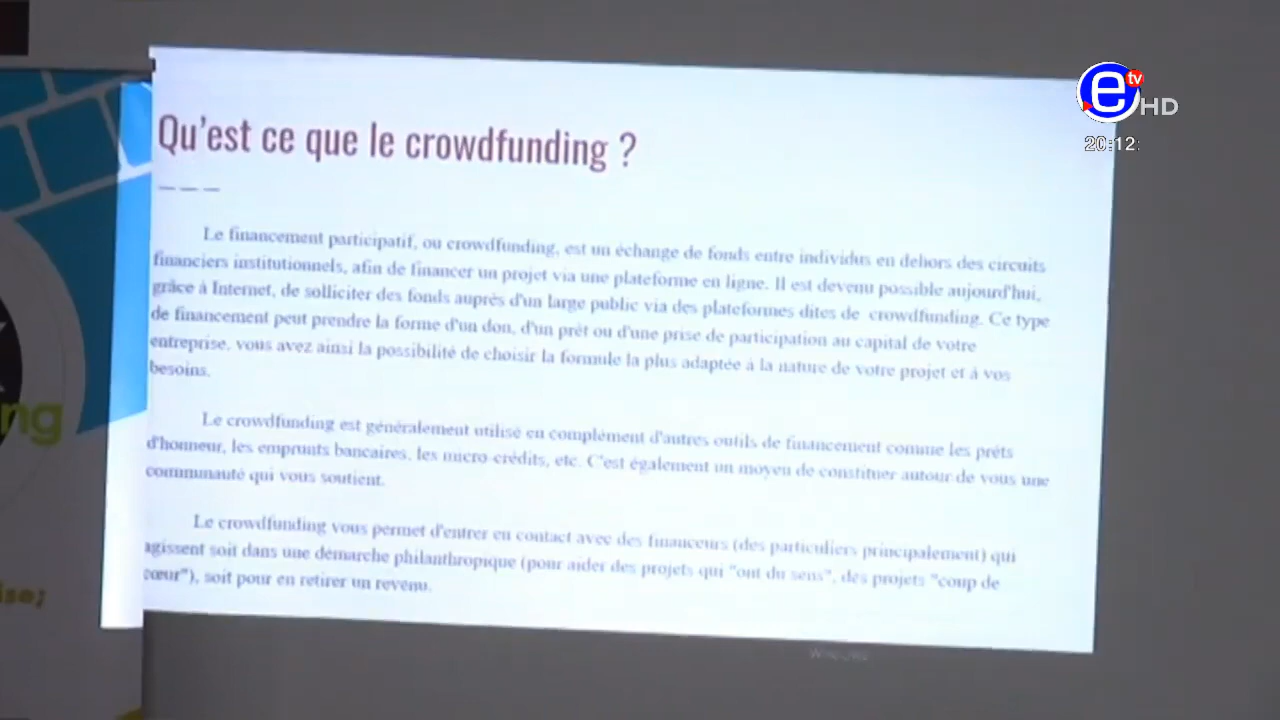 e tv HD
20:12:
Qu'est ce que le crowdfunding ?
Le financement participatif, ou crowdfunding, est un échange de fonds entre individus en dehors des circuits
financiers institutionnels, afin de financer un projet via une plateforme en ligne. Il est devenu possible aujourd'hui,
grâce à Internet, de solliciter des fonds auprès d'un large public via des plateformes dites de crowdfunding. Ce type
de financement peut prendre la forme d'un don, d'un prêt ou d'une prise de participation au capital de votre
entreprise, vous avez ainsi la possibilité de choisir la formule la plus adaptée à la nature de votre projet et à vos
besoins.
Le crowdfunding est généralement utilisé en complément d'autres outils de financement comme les prêts
d'honneur, les emprunts bancaires, les micro-crédits, etc. C'est également un moyen de constituer autour de vous une
communauté qui vous soutient.
Le crowdfunding vous permet d'entrer en contact avec des financeurs (des particuliers principalement) qui
agissent soit dans une démarche philanthropique (pour aider des projets qui "ont du sens", des projets "coup de
cœur"), soit pour en retirer un revenu.
ng
ise;